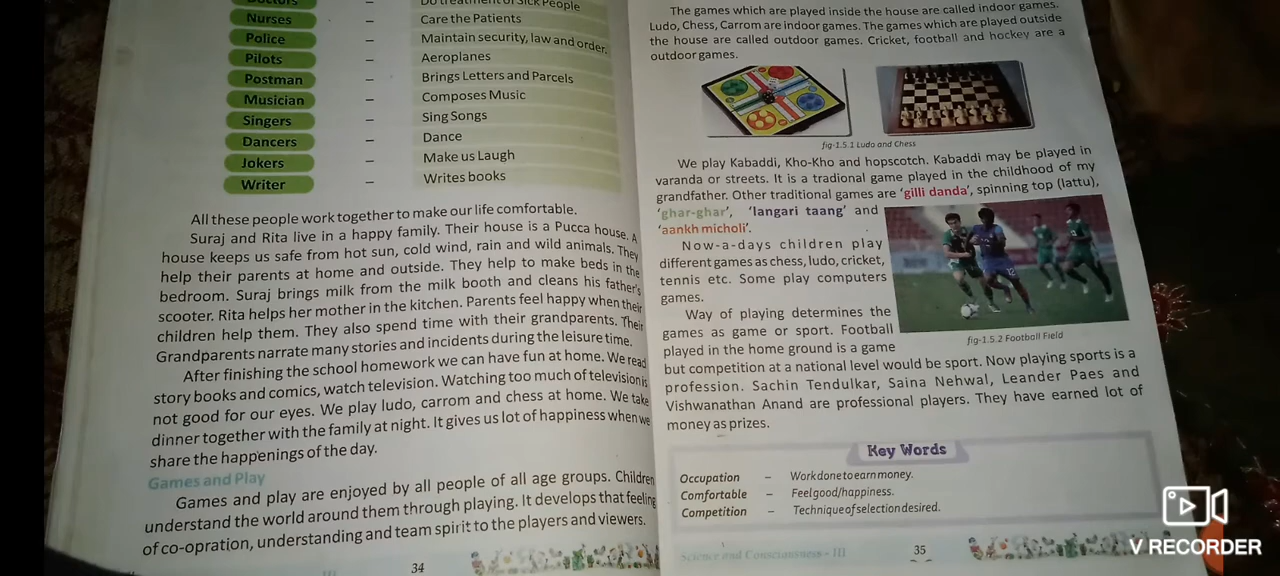 Doctors – Do treatment of Sick People
Nurses – Care the Patients
Police – Maintain security, law and order.
Pilots – Aeroplanes
Postman – Brings Letters and Parcels
Musician – Composes Music
Singers – Sing Songs
Dancers – Dance
Jokers – Make us Laugh
Writer – Writes books
All these people work together to make our life comfortable.
Suraj and Rita live in a happy family. Their house is a Pucca house. A
house keeps us safe from hot sun, cold wind, rain and wild animals. They
help their parents at home and outside. They help to make beds in the
bedroom. Suraj brings milk from the milk booth and cleans his father's
scooter. Rita helps her mother in the kitchen. Parents feel happy when their
children help them. They also spend time with their grandparents. Their
Grandparents narrate many stories and incidents during the leisure time.
After finishing the school homework we can have fun at home. We read
story books and comics, watch television. Watching too much of television is
not good for our eyes. We play ludo, carrom and chess at home. We take
dinner together with the family at night. It gives us lot of happiness when we
share the happenings of the day.
Games and Play
Games and play are enjoyed by all people of all age groups. Children
understand the world around them through playing. It develops that feeling
of co-opration, understanding and team spirit to the players and viewers.
III
34
The games which are played inside the house are called indoor games.
Ludo, Chess, Carrom are indoor games. The games which are played outside
the house are called outdoor games. Cricket, football and hockey are a
outdoor games.
fig-1.5.1 Ludo and Chess
We play Kabaddi, Kho-Kho and hopscotch. Kabaddi may be played in
varanda or streets. It is a tradional game played in the childhood of my
grandfather. Other traditional games are 'gilli danda', spinning top (lattu),
'ghar-ghar', 'langari taang' and
'aankh micholi'.
Now-a-days children play
different games as chess, ludo, cricket,
tennis etc. Some play computers
games.
Way of playing determines the
games as game or sport. Football
played in the home ground is a game
12
fig-1.5.2 Football Field
but competition at a national level would be sport. Now playing sports is a
profession. Sachin Tendulkar, Saina Nehwal, Leander Paes and
Vishwanathan Anand are professional players. They have earned lot of
money as prizes.
Key Words
Occupation – Work done to earn money.
Comfortable – Feel good/happiness.
Competition – Technique of selection desired.
Science and Consciousness - III
35
V RECORDER